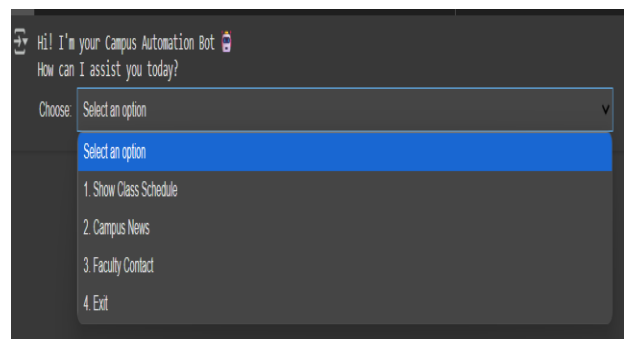 Hi! I'm your Campus Automation Bot 🤖
How can I assist you today?
Choose: Select an option
Select an option
1. Show Class Schedule
2. Campus News
3. Faculty Contact
4. Exit